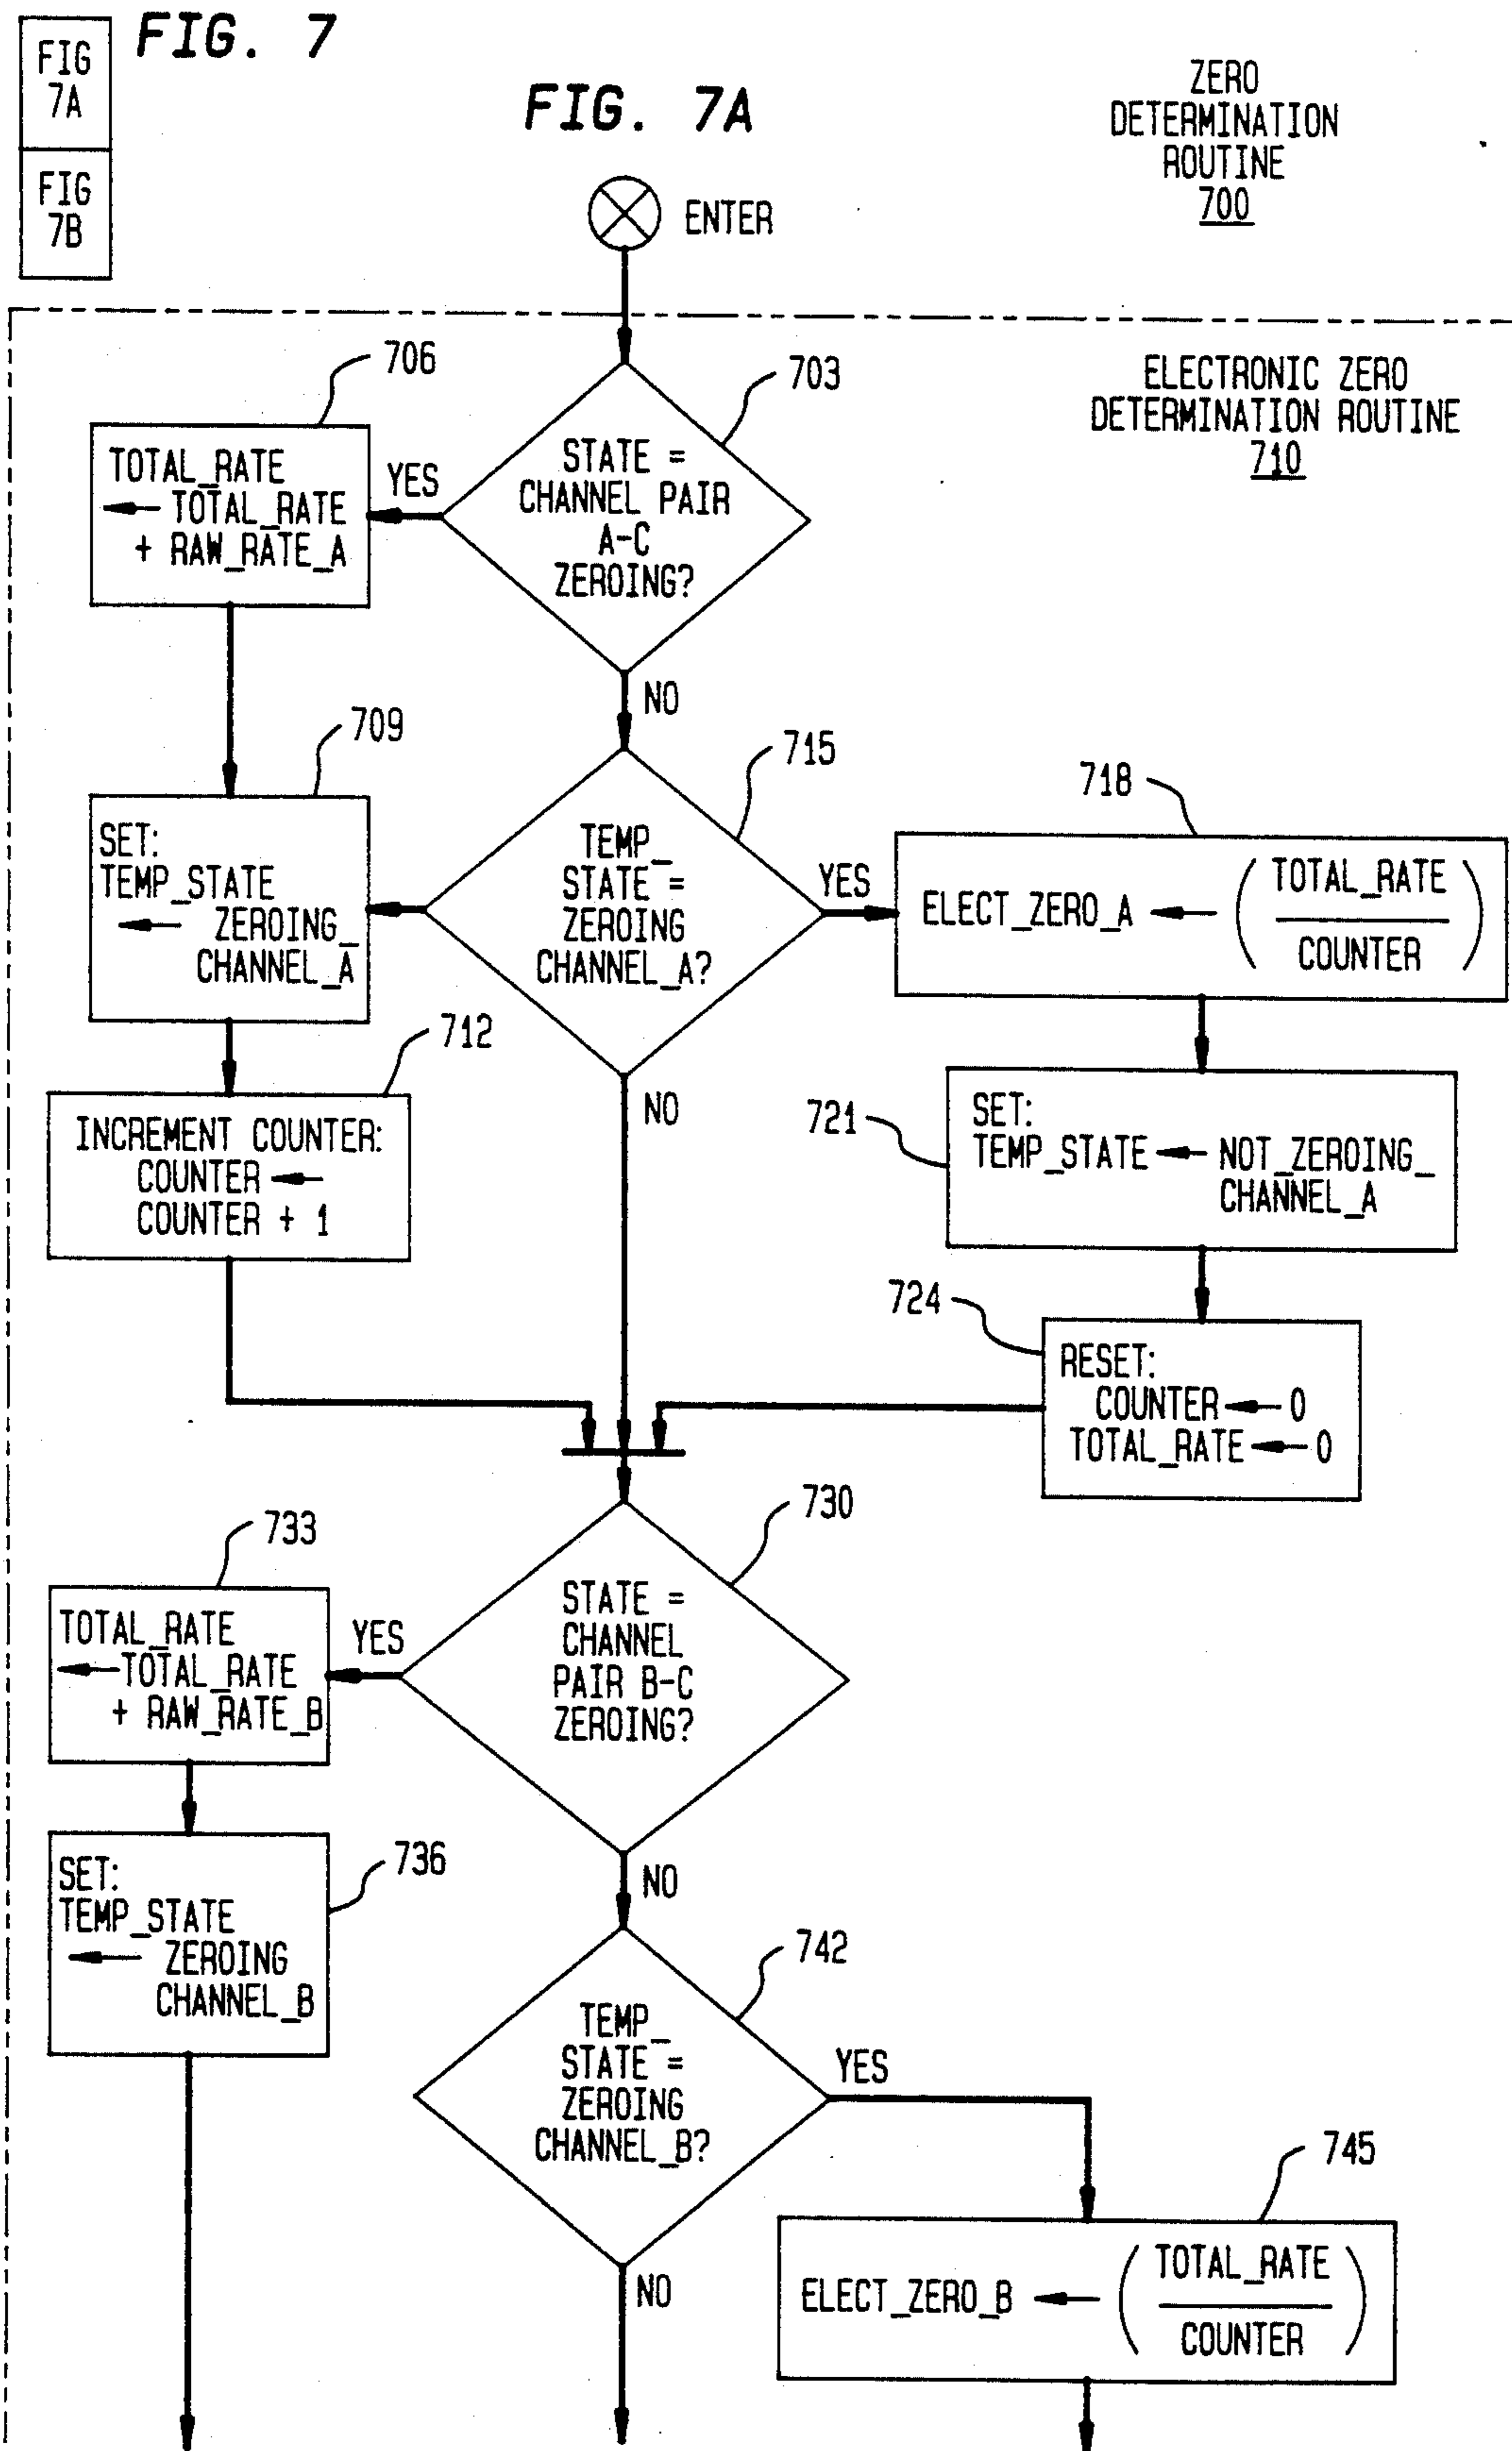 FIG. 7
FIG
7A
FIG
7B
FIG. 7A
ZERO
DETERMINATION
ROUTINE
700
ENTER
ELECTRONIC ZERO
DETERMINATION ROUTINE
710
706
703
TOTAL_RATE
← TOTAL_RATE
+ RAW_RATE_A
YES
STATE =
CHANNEL PAIR
A-C
ZEROING?
NO
709
715
718
SET:
TEMP_STATE
← ZEROING_
CHANNEL_A
TEMP_
STATE =
ZEROING
CHANNEL_A?
YES
ELECT_ZERO_A ← (TOTAL_RATE
COUNTER)
712
NO
INCREMENT COUNTER:
COUNTER ←
COUNTER + 1
721
SET:
TEMP_STATE ← NOT_ZEROING_
CHANNEL_A
724
RESET:
COUNTER ← 0
TOTAL_RATE ← 0
733
730
TOTAL_RATE
← TOTAL_RATE
+ RAW_RATE_B
YES
STATE =
CHANNEL
PAIR B-C
ZEROING?
NO
736
SET:
TEMP_STATE
← ZEROING
CHANNEL_B
742
TEMP_
STATE =
ZEROING
CHANNEL_B?
YES
NO
745
ELECT_ZERO_B ← (TOTAL_RATE
COUNTER)